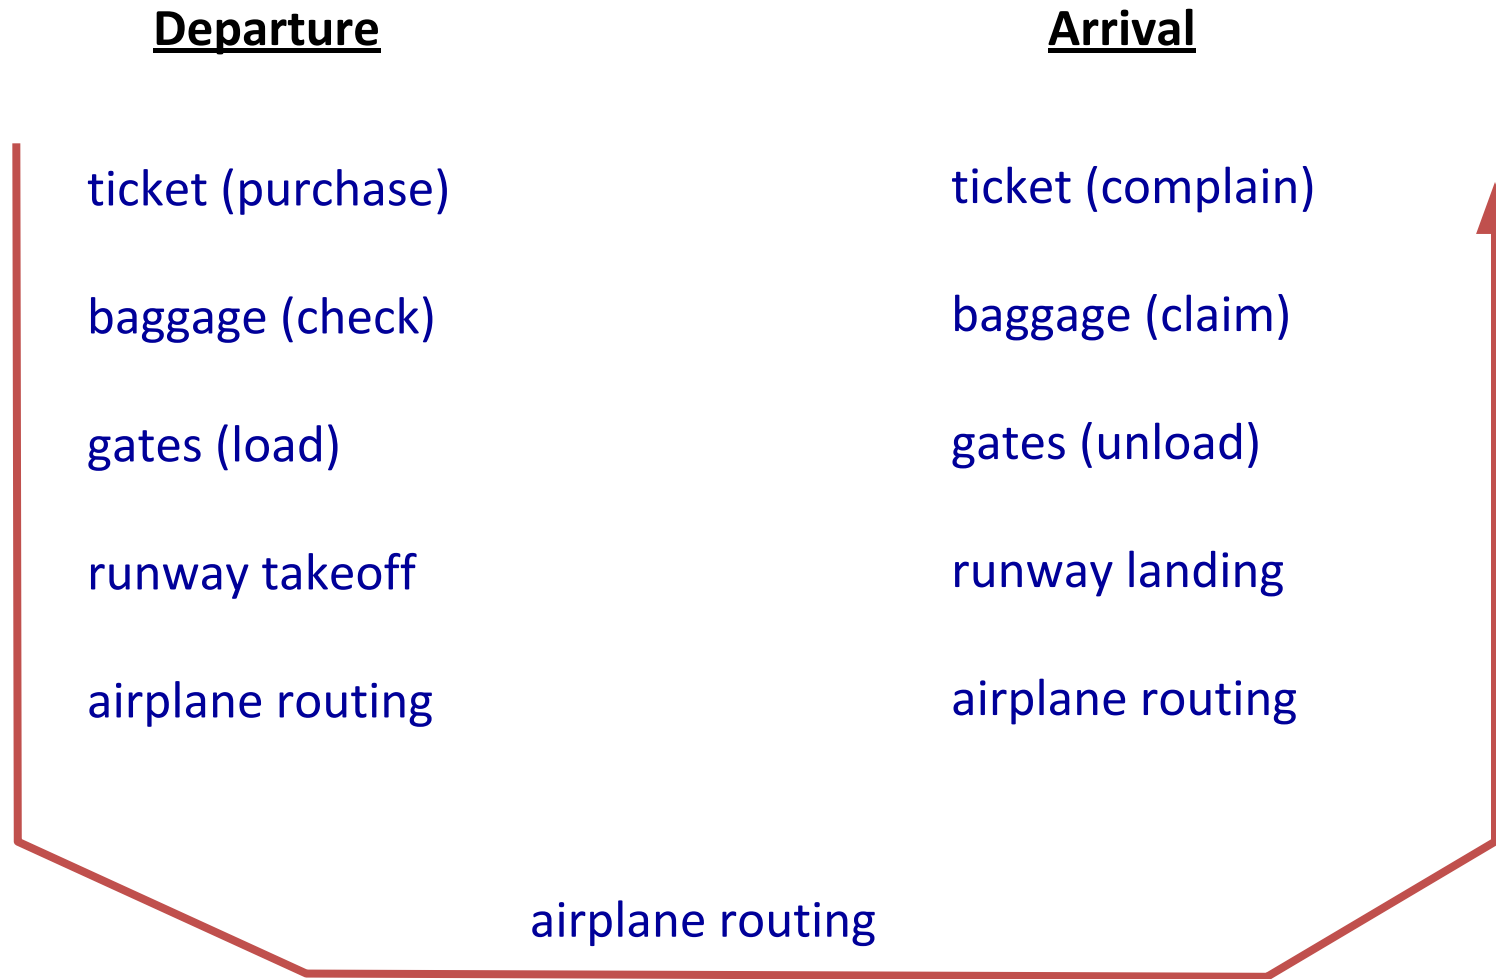 Departure
Arrival
ticket (purchase)
ticket (complain)
baggage (check)
baggage (claim)
gates (load)
gates (unload)
runway takeoff
runway landing
airplane routing
airplane routing
airplane routing